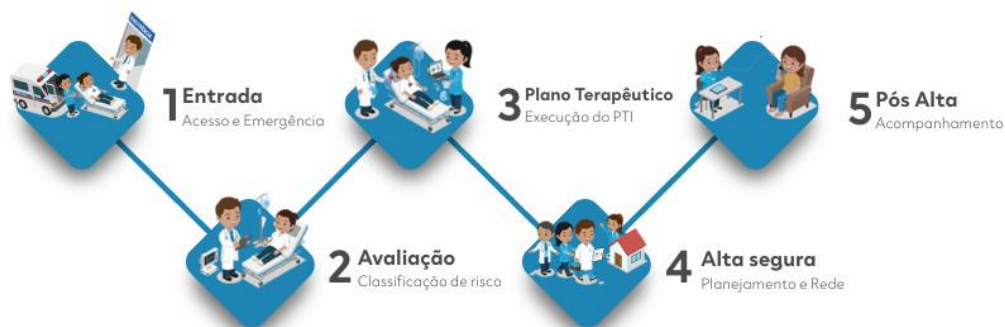 1 Entrada
Acesso e Emergência
2 Avaliação
Classificação de risco
3 Plano Terapêutico
Execução do PTI
4 Alta segura
Planejamento e Rede
5 Pós Alta
Acompanhamento